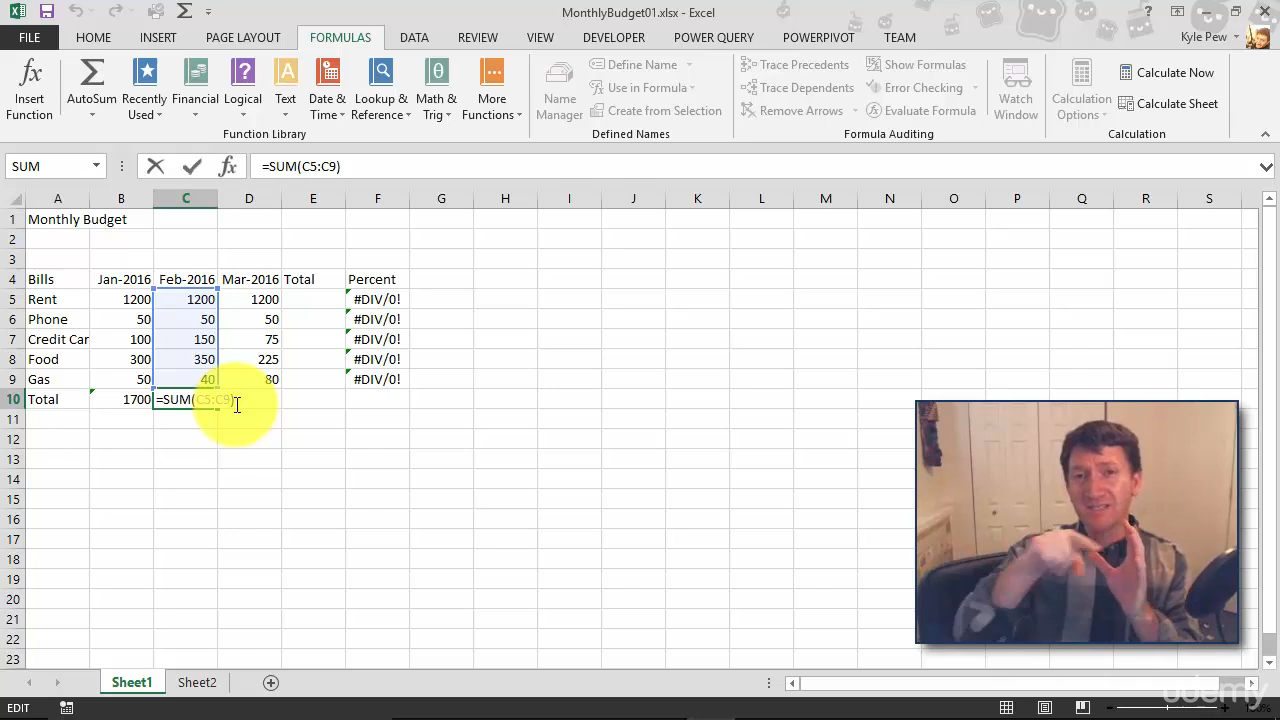 MonthlyBudget01.xlsx - Excel
FILE HOME INSERT PAGE LAYOUT FORMULAS DATA REVIEW VIEW DEVELOPER POWER QUERY POWERPIVOT TEAM Kyle Pew
Insert Function
AutoSum
Recently Used
Financial
Logical
Text
Date & Time
Lookup & Reference
Math & Trig
More Functions
Function Library
Name Manager
Define Name
Use in Formula
Create from Selection
Defined Names
Trace Precedents
Trace Dependents
Remove Arrows
Show Formulas
Error Checking
Evaluate Formula
Formula Auditing
Watch Window
Calculation Options
Calculate Now
Calculate Sheet
Calculation
SUM fx =SUM(C5:C9)
A B C D E F G H I J K L M N O P Q R S
1 Monthly Budget
2
3
4 Bills Jan-2016 Feb-2016 Mar-2016 Total Percent
5 Rent 1200 1200 1200 #DIV/0!
6 Phone 50 50 50 #DIV/0!
7 Credit Car 100 150 75 #DIV/0!
8 Food 300 350 225 #DIV/0!
9 Gas 50 40 80 #DIV/0!
10 Total 1700 =SUM(C5:C9)
11
12
13
14
15
16
17
18
19
20
21
22
23
Sheet1 Sheet2
udemy
EDIT